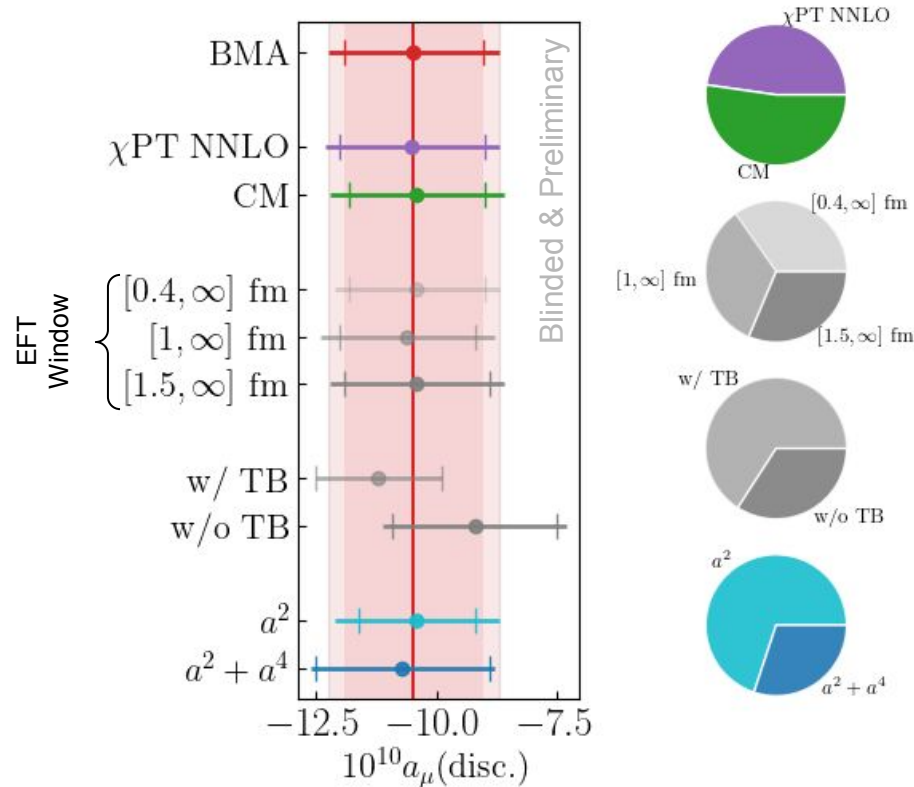 BMA
χPT NNLO
CM
EFT
Window
[0.4, ∞] fm
[1, ∞] fm
[1.5, ∞] fm
w/ TB
w/o TB
a²
a² + a⁴
−12.5 −10.0 −7.5
10¹⁰aμ(disc.)
Blinded & Preliminary
χPT NNLO
CM
[0.4, ∞] fm
[1, ∞] fm
[1.5, ∞] fm
w/ TB
w/o TB
a²
a² + a⁴